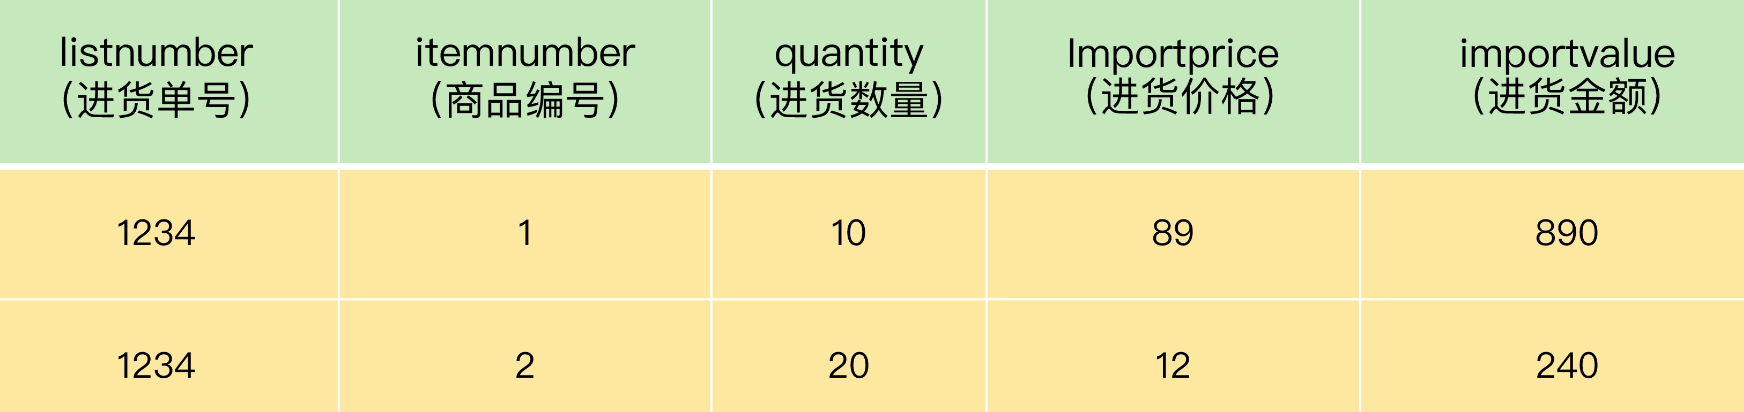 listnumber
（进货单号）
itemnumber
（商品编号）
quantity
（进货数量）
Importprice
（进货价格）
importvalue
（进货金额）
1234
1
10
89
890
1234
2
20
12
240